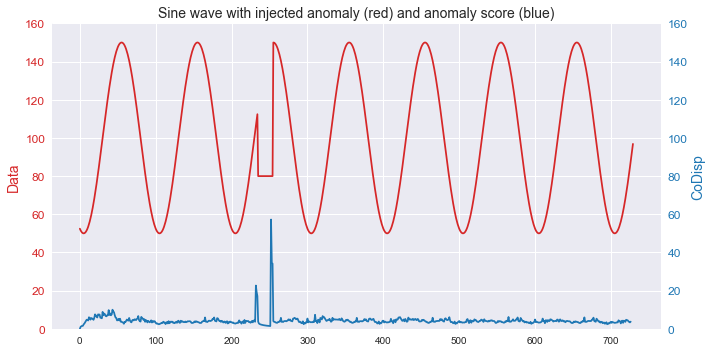 Sine wave with injected anomaly (red) and anomaly score (blue)
160 160
140 140
120 120
100 100
80 80
60 60
40 40
20 20
0 0
Data
CoDisp
0 100 200 300 400 500 600 700